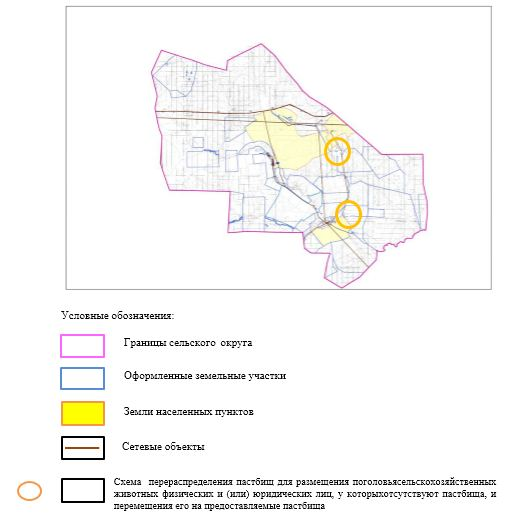 Условные обозначения:
Границы сельского округа
Оформленные земельные участки
Земли населенных пунктов
Сетевые объекты
Схема перераспределения пастбищ для размещения поголовьясельскохозяйственных
животных физических и (или) юридических лиц, у которыхотсутствуют пастбища, и
перемещения его на предоставляемые пастбища